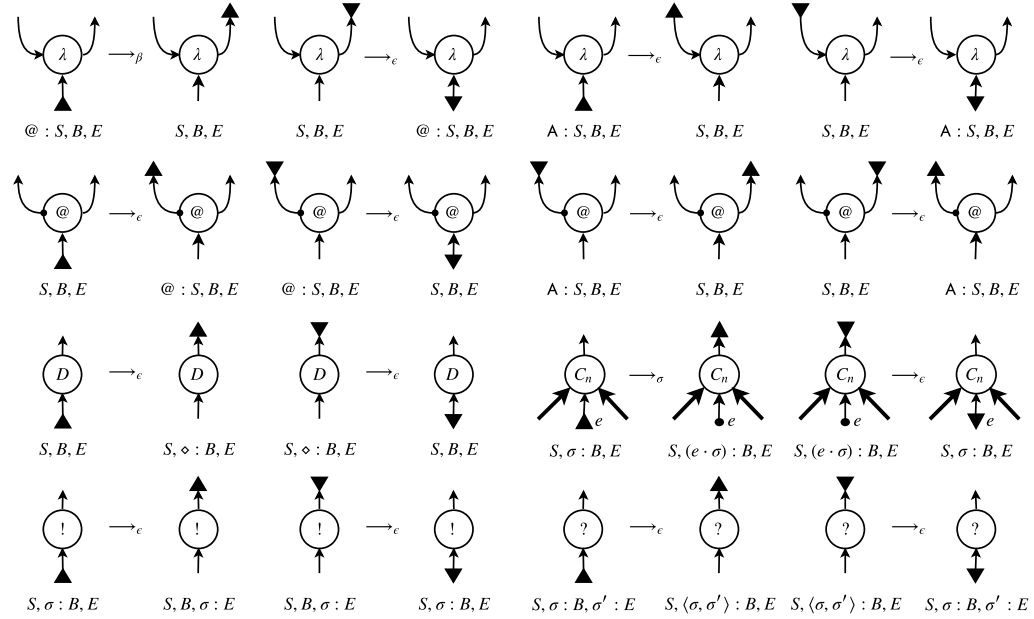 λ →β λ λ →ϵ λ λ →ϵ λ λ →ϵ λ
@ : S, B, E S, B, E S, B, E @ : S, B, E A : S, B, E S, B, E S, B, E A : S, B, E
@ →ϵ @ @ →ϵ @ @ →σ @ @ →ϵ @
S, B, E @ : S, B, E @ : S, B, E S, B, E A : S, B, E S, B, E S, B, E A : S, B, E
D →ϵ D D →ϵ D Cn →σ Cn Cn →ϵ Cn
e e e e
S, B, E S, ⋄ : B, E S, ⋄ : B, E S, B, E S, σ : B, E S, (e · σ) : B, E S, (e · σ) : B, E S, σ : B, E
! →ϵ ! ! →ϵ ! ? →ϵ ? ? →ϵ ?
S, σ : B, E S, B, σ : E S, B, σ : E S, σ : B, E S, σ : B, σ′ : E S, ⟨σ, σ′⟩ : B, E S, ⟨σ, σ′⟩ : B, E S, σ : B, σ′ : E